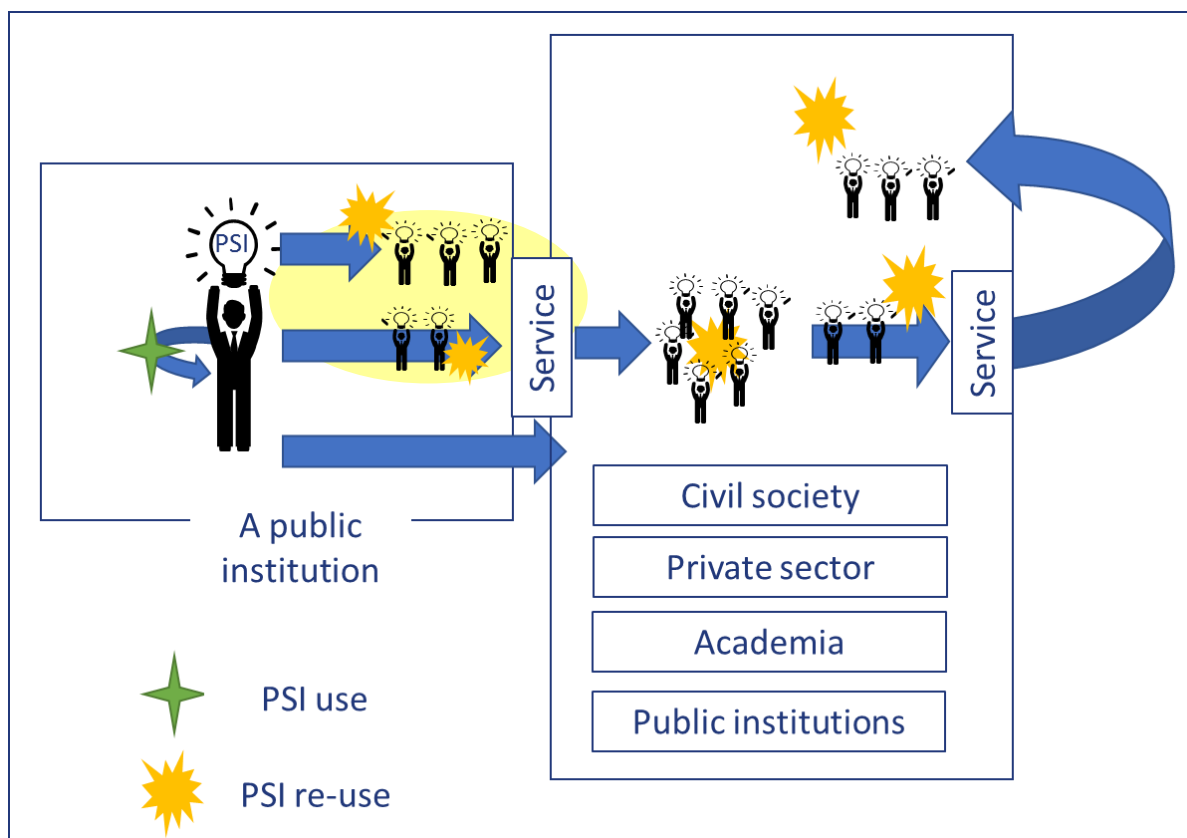 PSI
Service
Service
A public
institution
Civil society
Private sector
Academia
Public institutions
PSI use
PSI re-use